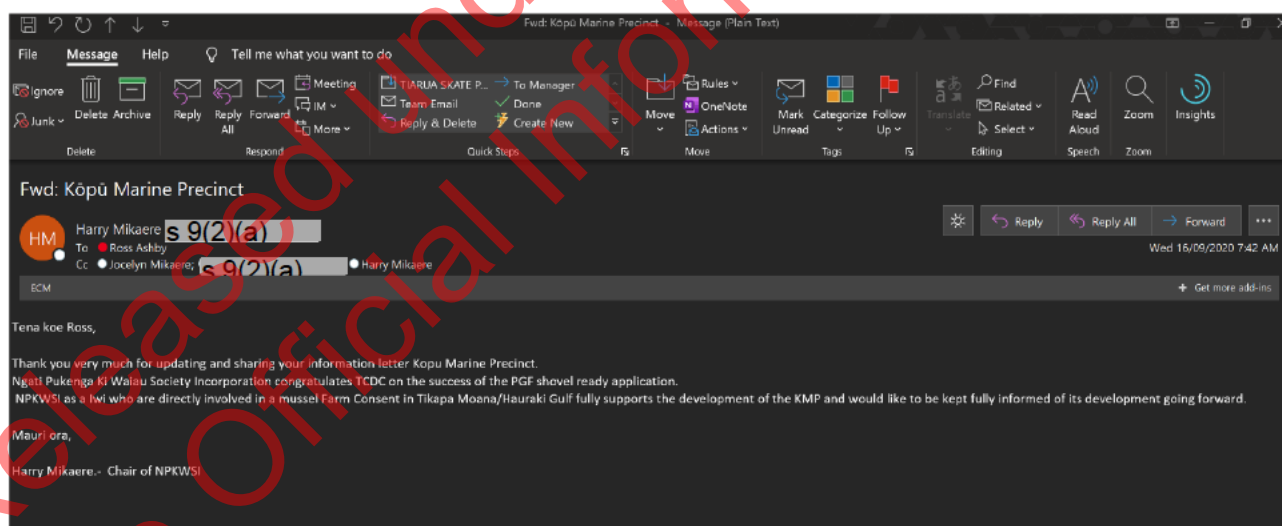 Fwd: Kōpū Marine Precinct - Message (Plain Text)
File Message Help Tell me what you want to do
Ignore
Junk
Delete
Archive
Reply
Reply All
Forward
Meeting
IM
More
TIARUA SKATE P...
To Manager
Team Email
Done
Reply & Delete
Create New
Move
Rules
OneNote
Actions
Mark Unread
Categorize
Follow Up
Translate
Find
Related
Select
Read Aloud
Zoom
Insights
Delete Respond Quick Steps Move Tags Editing Speech Zoom
Fwd: Kōpū Marine Precinct
HM
Harry Mikaere s 9(2)(a)
To Ross Ashby
Cc Jocelyn Mikaere; s 9(2)(a) Harry Mikaere
Reply Reply All Forward
Wed 16/09/2020 7:42 AM
ECM + Get more add-ins
Tena koe Ross,
Thank you very much for updating and sharing your information letter Kopu Marine Precinct.
Ngati Pukenga Ki Waiau Society Incorporation congratulates TCDC on the success of the PGF shovel ready application.
NPKWSI as a Iwi who are directly involved in a mussel Farm Consent in Tikapa Moana/Hauraki Gulf fully supports the development of the KMP and would like to be kept fully informed of its development going forward.
Mauri ora,
Harry Mikaere.- Chair of NPKWSI
Released und
Official Infor